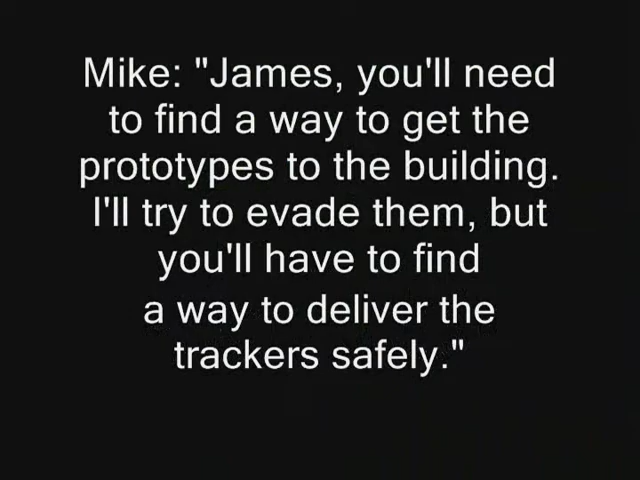 Mike: "James, you'll need
to find a way to get the
prototypes to the building.
I'll try to evade them, but
you'll have to find
a way to deliver the
trackers safely."